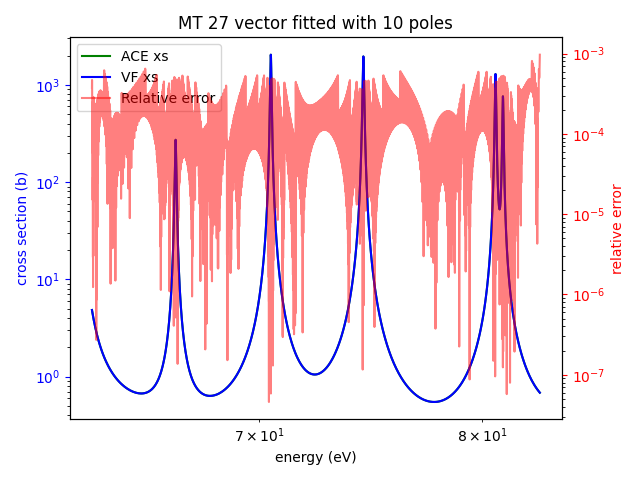 MT 27 vector fitted with 10 poles
ACE xs
VF xs
Relative error
10³
10²
10¹
10⁰
cross section (b)
10⁻³
10⁻⁴
10⁻⁵
10⁻⁶
10⁻⁷
relative error
7 × 10¹
8 × 10¹
energy (eV)